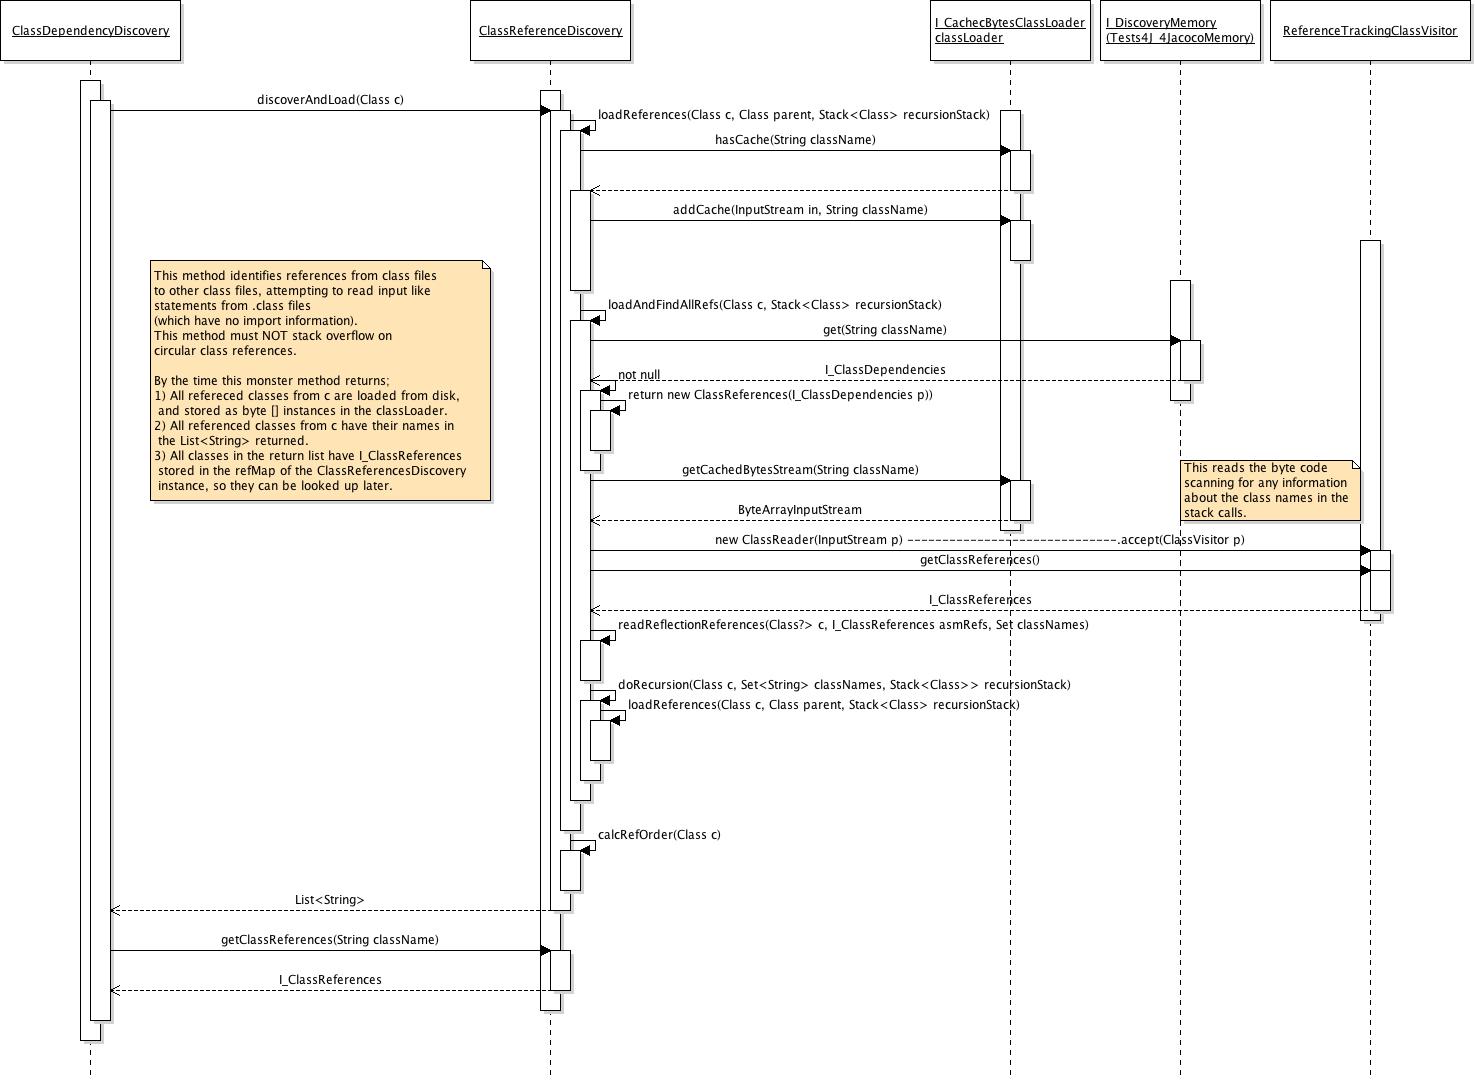 ClassDependencyDiscovery
ClassReferenceDiscovery
I_CachecBytesClassLoader
classLoader
I_DiscoveryMemory
(Tests4J_4JacocoMemory)
ReferenceTrackingClassVisitor
discoverAndLoad(Class c)
loadReferences(Class c, Class parent, Stack<Class> recursionStack)
hasCache(String className)
addCache(InputStream in, String className)
This method identifies references from class files
to other class files, attempting to read input like
statements from .class files
(which have no import information).
This method must NOT stack overflow on
circular class references.
By the time this monster method returns;
1) All refereced classes from c are loaded from disk,
and stored as byte [] instances in the classLoader.
2) All referenced classes from c have their names in
the List<String> returned.
3) All classes in the return list have I_ClassReferences
stored in the refMap of the ClassReferencesDiscovery
instance, so they can be looked up later.
loadAndFindAllRefs(Class c, Stack<Class> recursionStack)
get(String className)
I_ClassDependencies
not null
return new ClassReferences(I_ClassDependencies p))
getCachedBytesStream(String className)
This reads the byte code
scanning for any information
about the class names in the
stack calls.
ByteArrayInputStream
new ClassReader(InputStream p) ------------------------------.accept(ClassVisitor p)
getClassReferences()
I_ClassReferences
readReflectionReferences(Class?> c, I_ClassReferences asmRefs, Set classNames)
doRecursion(Class c, Set<String> classNames, Stack<Class>> recursionStack)
loadReferences(Class c, Class parent, Stack<Class> recursionStack)
calcRefOrder(Class c)
List<String>
getClassReferences(String className)
I_ClassReferences